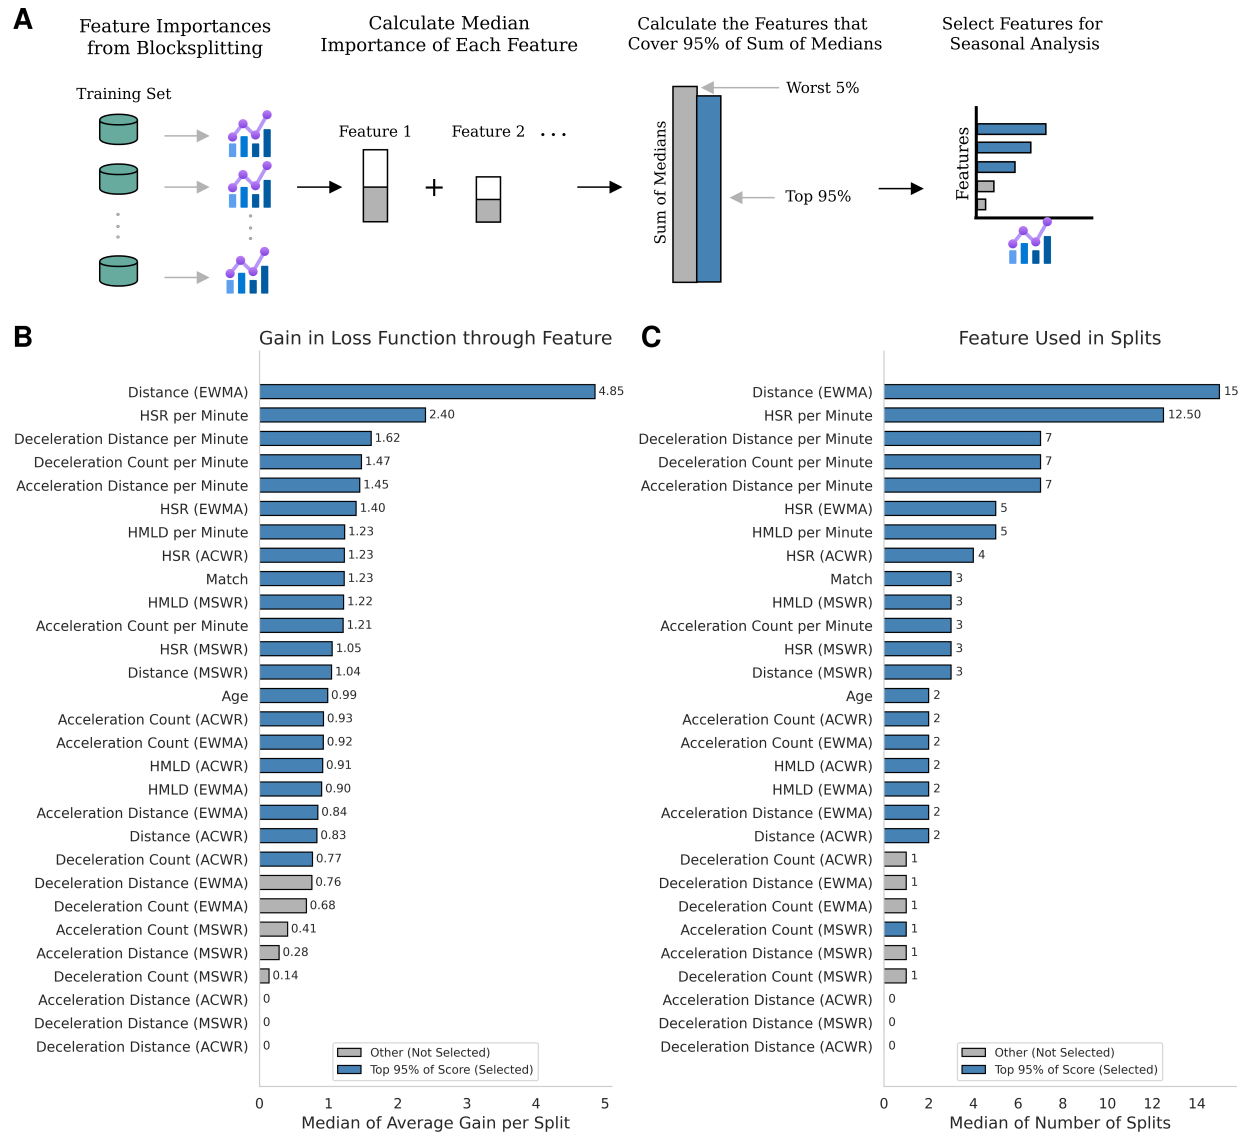 A
Feature Importances
from Blocksplitting
Calculate Median
Importance of Each Feature
Calculate the Features that
Cover 95% of Sum of Medians
Select Features for
Seasonal Analysis
Training Set
Feature 1
+
Feature 2 ...
Sum of Medians
Worst 5%
Top 95%
Features
B
Gain in Loss Function through Feature
Distance (EWMA) 4.85
HSR per Minute 2.40
Deceleration Distance per Minute 1.62
Deceleration Count per Minute 1.47
Acceleration Distance per Minute 1.45
HSR (EWMA) 1.40
HMLD per Minute 1.23
HSR (ACWR) 1.23
Match 1.23
HMLD (MSWR) 1.22
Acceleration Count per Minute 1.21
HSR (MSWR) 1.05
Distance (MSWR) 1.04
Age 0.99
Acceleration Count (ACWR) 0.93
Acceleration Count (EWMA) 0.92
HMLD (ACWR) 0.91
HMLD (EWMA) 0.90
Acceleration Distance (EWMA) 0.84
Distance (ACWR) 0.83
Deceleration Count (ACWR) 0.77
Deceleration Distance (EWMA) 0.76
Deceleration Count (EWMA) 0.68
Acceleration Count (MSWR) 0.41
Acceleration Distance (MSWR) 0.28
Deceleration Count (MSWR) 0.14
Acceleration Distance (ACWR) 0
Deceleration Distance (MSWR) 0
Deceleration Distance (ACWR) 0
Other (Not Selected)
Top 95% of Score (Selected)
0 1 2 3 4 5
Median of Average Gain per Split
C
Feature Used in Splits
Distance (EWMA) 15
HSR per Minute 12.50
Deceleration Distance per Minute 7
Deceleration Count per Minute 7
Acceleration Distance per Minute 7
HSR (EWMA) 5
HMLD per Minute 5
HSR (ACWR) 4
Match 3
HMLD (MSWR) 3
Acceleration Count per Minute 3
HSR (MSWR) 3
Distance (MSWR) 3
Age 2
Acceleration Count (ACWR) 2
Acceleration Count (EWMA) 2
HMLD (ACWR) 2
HMLD (EWMA) 2
Acceleration Distance (EWMA) 2
Distance (ACWR) 2
Deceleration Count (ACWR) 1
Deceleration Distance (EWMA) 1
Deceleration Count (EWMA) 1
Acceleration Count (MSWR) 1
Acceleration Distance (MSWR) 1
Deceleration Count (MSWR) 1
Acceleration Distance (ACWR) 0
Deceleration Distance (MSWR) 0
Deceleration Distance (ACWR) 0
Other (Not Selected)
Top 95% of Score (Selected)
0 2 4 6 8 10 12 14
Median of Number of Splits